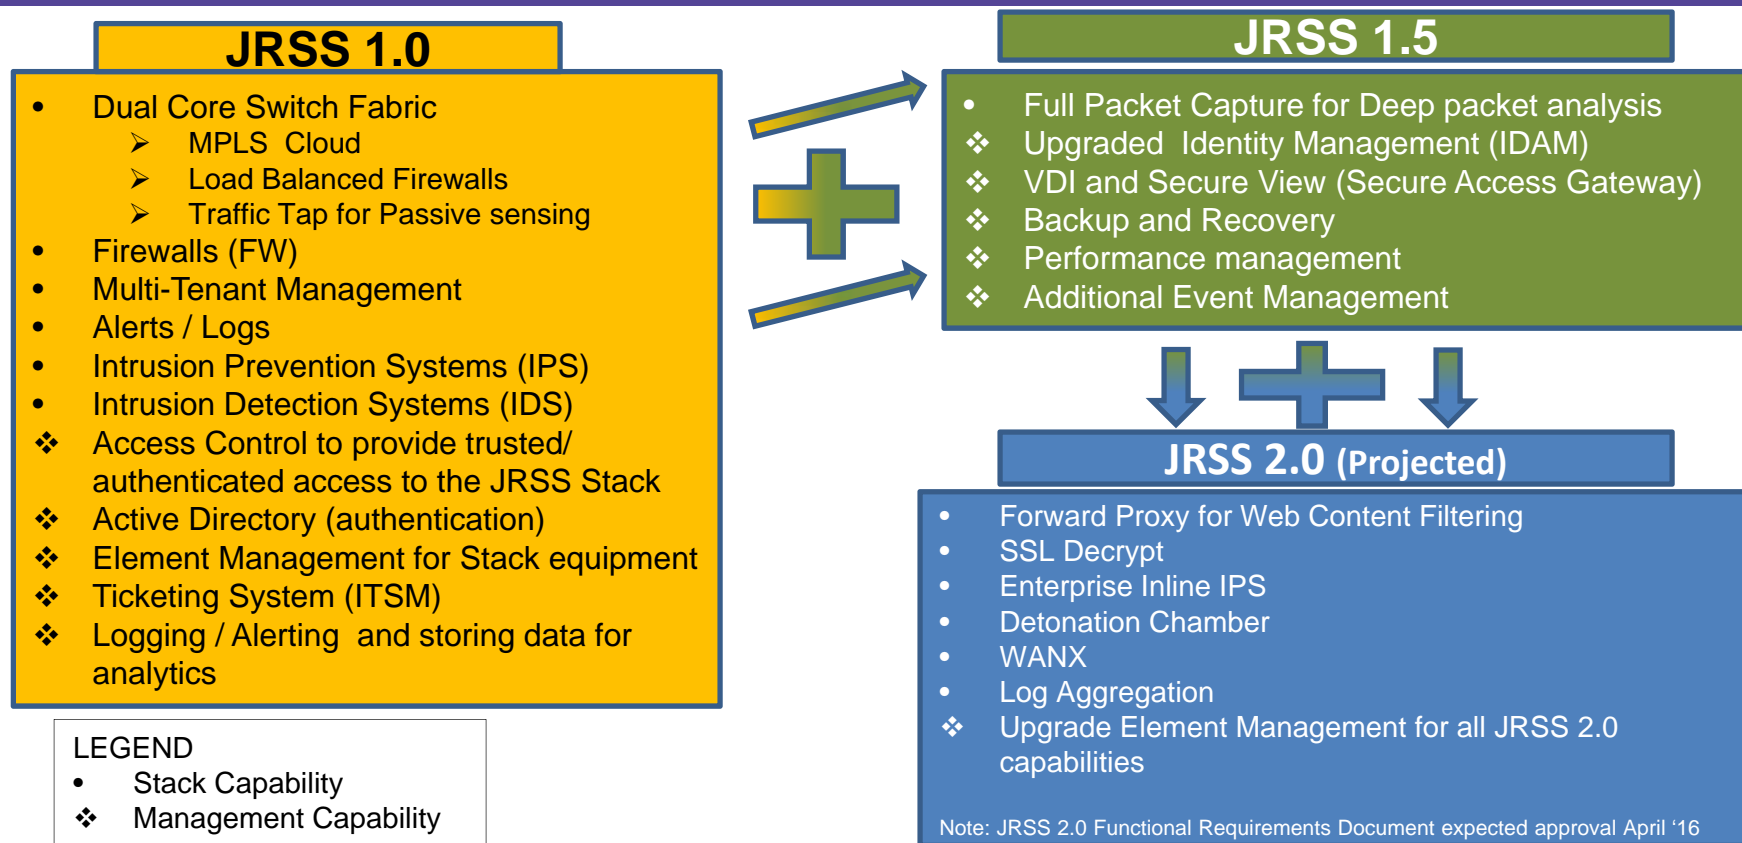 JRSS 1.0
• Dual Core Switch Fabric
➢ MPLS Cloud
➢ Load Balanced Firewalls
➢ Traffic Tap for Passive sensing
• Firewalls (FW)
• Multi-Tenant Management
• Alerts / Logs
• Intrusion Prevention Systems (IPS)
• Intrusion Detection Systems (IDS)
❖ Access Control to provide trusted/
authenticated access to the JRSS Stack
❖ Active Directory (authentication)
❖ Element Management for Stack equipment
❖ Ticketing System (ITSM)
❖ Logging / Alerting and storing data for
analytics
LEGEND
• Stack Capability
❖ Management Capability
JRSS 1.5
• Full Packet Capture for Deep packet analysis
❖ Upgraded Identity Management (IDAM)
❖ VDI and Secure View (Secure Access Gateway)
❖ Backup and Recovery
❖ Performance management
❖ Additional Event Management
JRSS 2.0 (Projected)
• Forward Proxy for Web Content Filtering
• SSL Decrypt
• Enterprise Inline IPS
• Detonation Chamber
• WANX
• Log Aggregation
❖ Upgrade Element Management for all JRSS 2.0
capabilities
Note: JRSS 2.0 Functional Requirements Document expected approval April ‘16